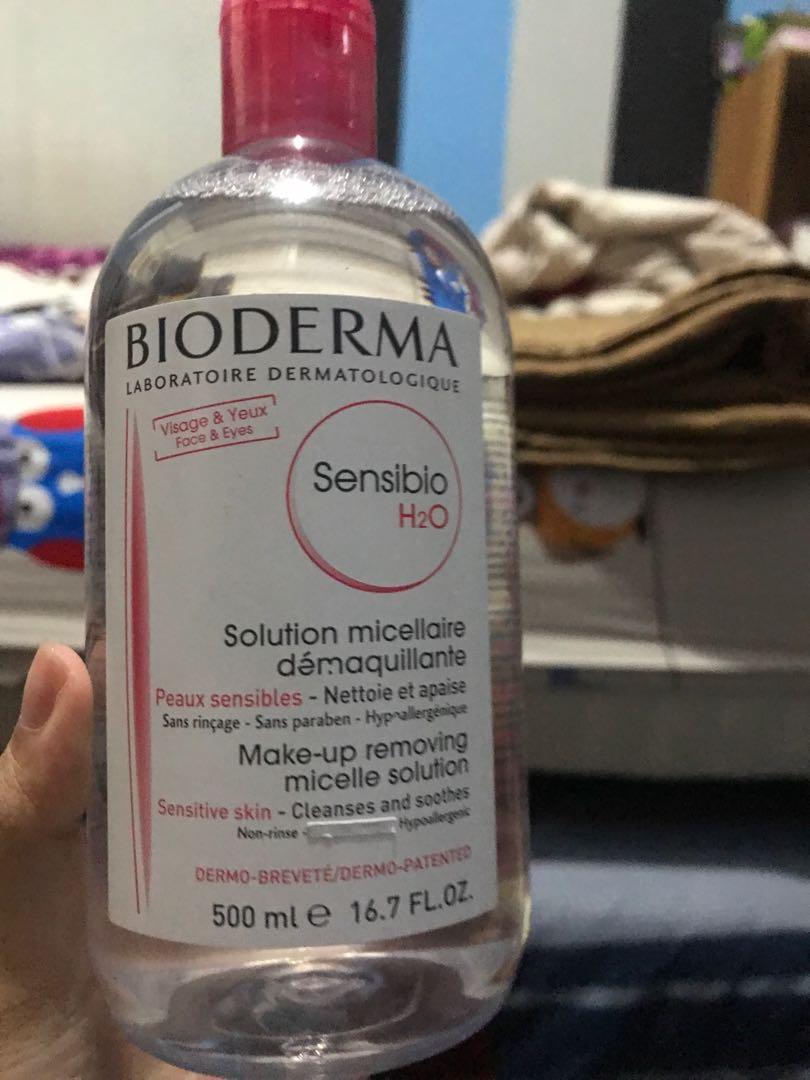 BIODERMA
LABORATOIRE DERMATOLOGIQUE
Visage & Yeux
Face & Eyes
Sensibio
H2O
Solution micellaire
démaquillante
Peaux sensibles - Nettoie et apaise
Sans rinçage - Sans paraben - Hypoallergénique
Make-up removing
micelle solution
Sensitive skin - Cleanses and soothes
Non-rinse - Hypoallergenic
DERMO-BREVETÉ/DERMO-PATENTED
500 ml e 16.7 FL.OZ.